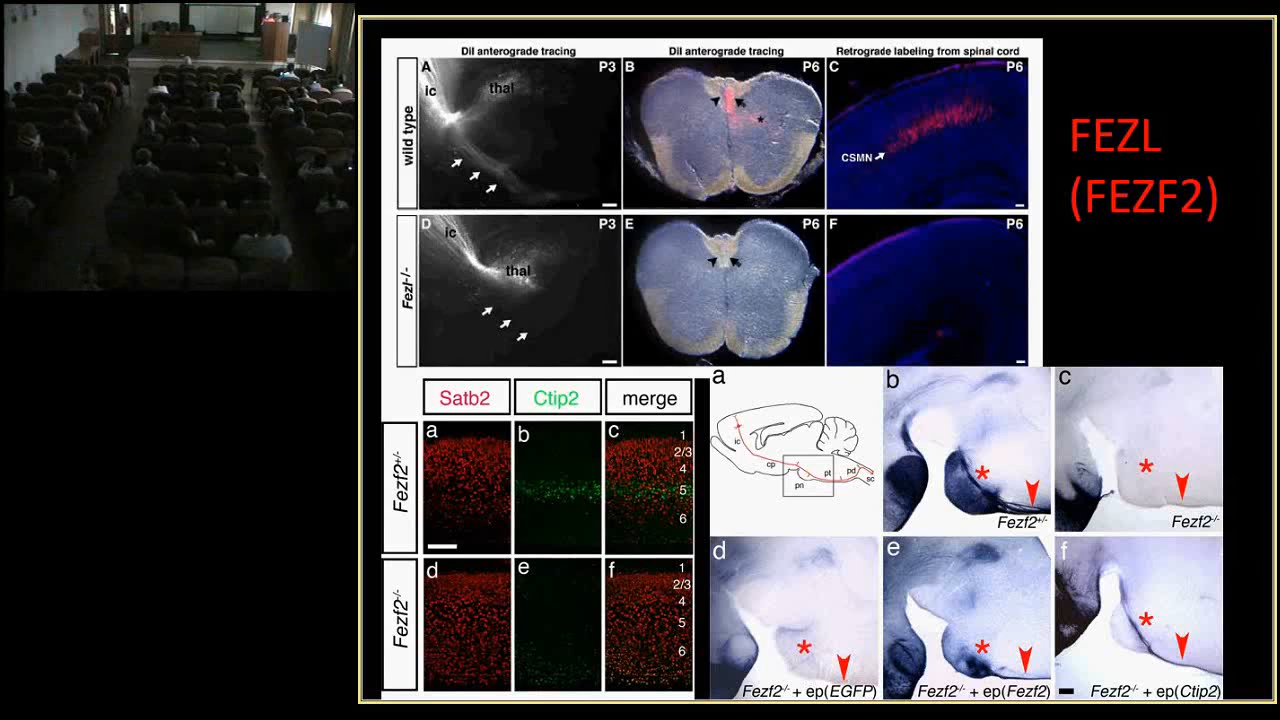 DiI anterograde tracing
DiI anterograde tracing
Retrograde labeling from spinal cord
wild type
A
P3
ic
thal
B
P6
C
P6
CSMN
FEZL
(FEZF2)
Fezl-/-
D
P3
ic
thal
E
P6
F
P6
Satb2
Ctip2
merge
Fezf2+/-
a
b
c
1
2/3
4
5
6
Fezf2-/-
d
e
f
1
2/3
4
5
6
a
ic
cp
pn
pt
pd
sc
b
Fezf2+/-
c
Fezf2-/-
d
Fezf2-/- + ep(EGFP)
e
Fezf2-/- + ep(Fezf2)
f
Fezf2-/- + ep(Ctip2)